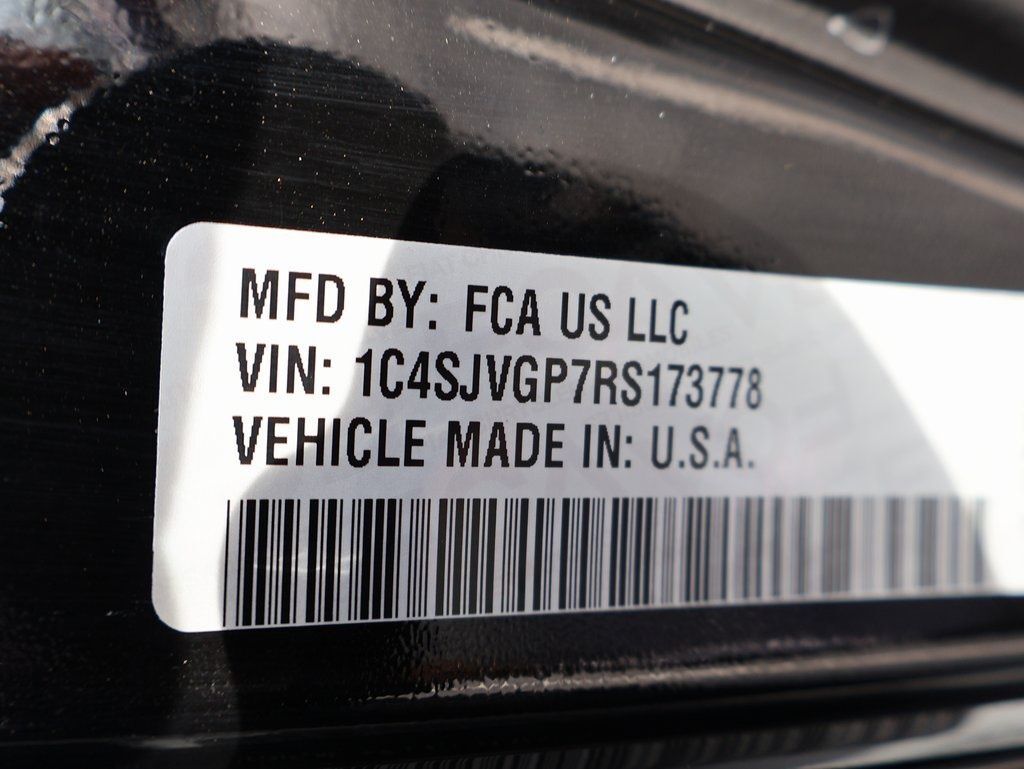 MFD BY: FCA US LLC
VIN: 1C4SJVGP7RS173778
VEHICLE MADE IN: U.S.A.